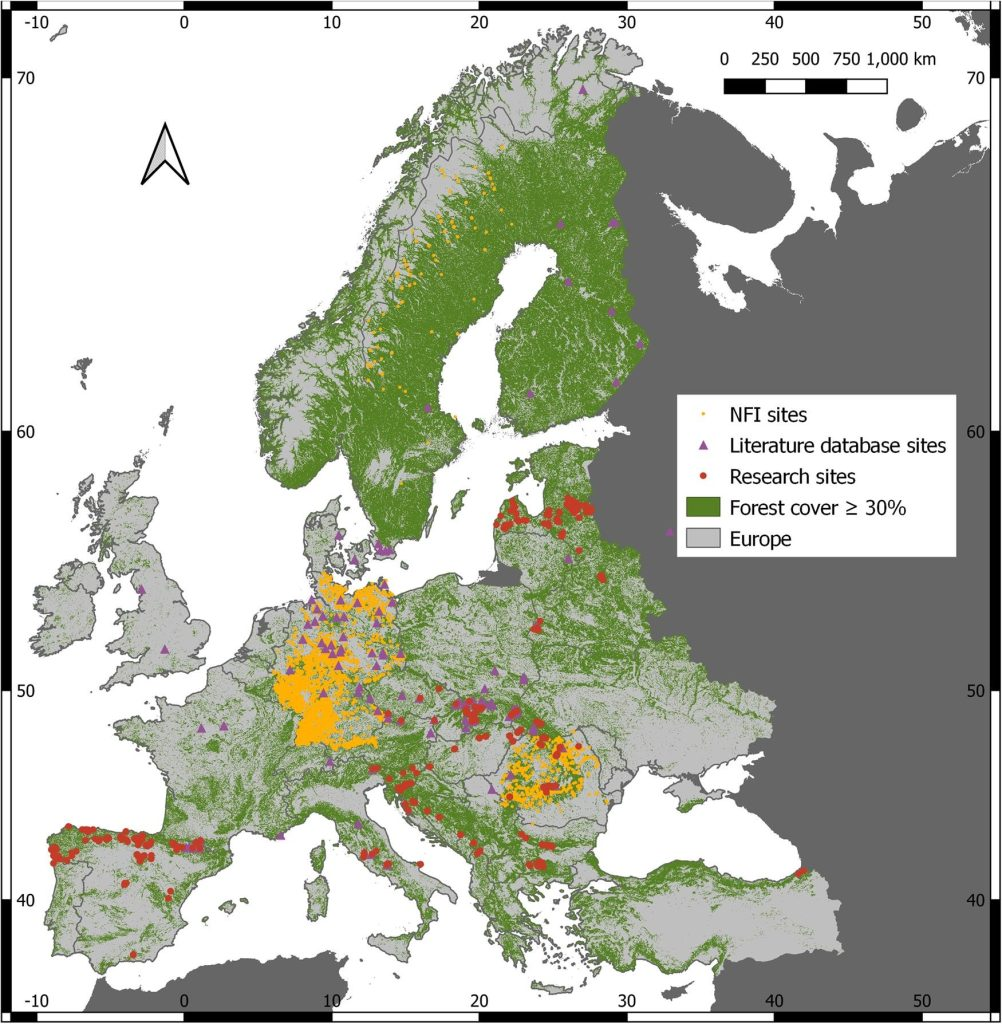 -10 0 10 20 30 40 50
0 250 500 750 1,000 km
70 70
60 60
NFI sites
Literature database sites
Research sites
Forest cover ≥ 30%
Europe
50 50
40 40
-10 0 10 20 30 40 50